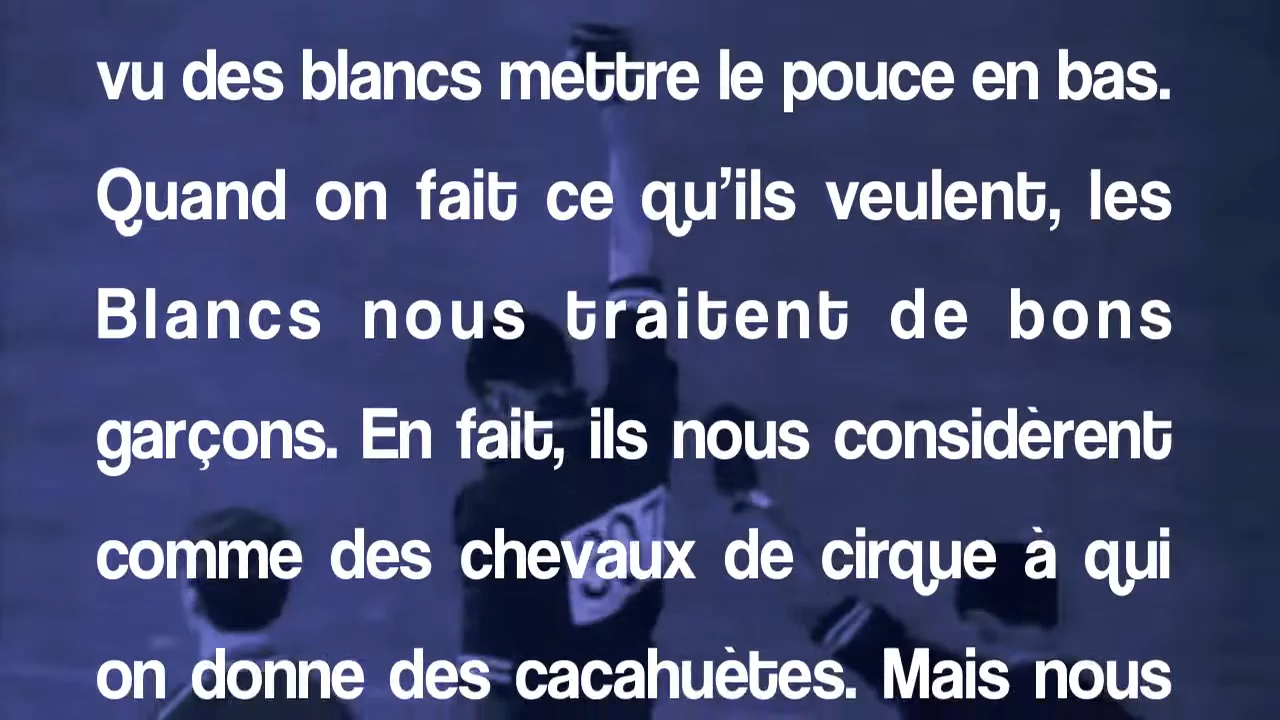 vu des blancs mettre le pouce en bas.
Quand on fait ce qu'ils veulent, les
Blancs nous traitent de bons
garçons. En fait, ils nous considèrent
comme des chevaux de cirque à qui
on donne des cacahuètes. Mais nous
307